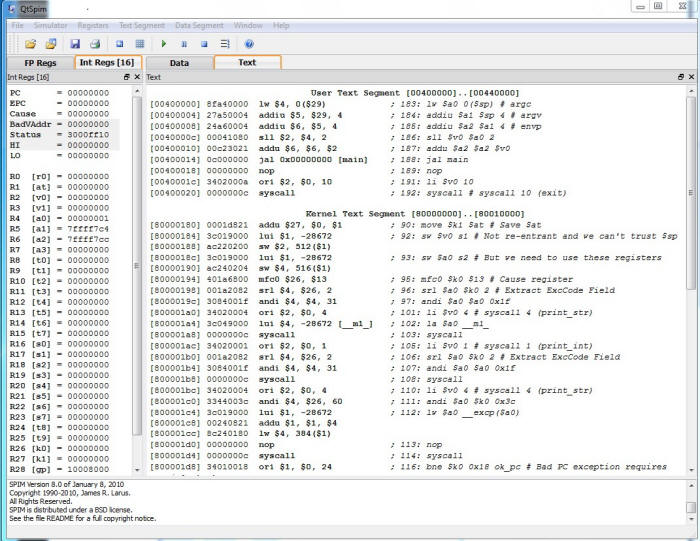 QtSpim
File Simulator Registers Text Segment Data Segment Window Help
FP Regs Int Regs [16] Data Text
Int Regs [16] Text
PC = 00000000
EPC = 00000000
Cause = 00000000
BadVAddr = 00000000
Status = 3000ff10
HI = 00000000
LO = 00000000
R0 [r0] = 00000000
R1 [at] = 00000000
R2 [v0] = 00000000
R3 [v1] = 00000000
R4 [a0] = 00000001
R5 [a1] = 7ffff7c4
R6 [a2] = 7ffff7cc
R7 [a3] = 00000000
R8 [t0] = 00000000
R9 [t1] = 00000000
R10 [t2] = 00000000
R11 [t3] = 00000000
R12 [t4] = 00000000
R13 [t5] = 00000000
R14 [t6] = 00000000
R15 [t7] = 00000000
R16 [s0] = 00000000
R17 [s1] = 00000000
R18 [s2] = 00000000
R19 [s3] = 00000000
R20 [s4] = 00000000
R21 [s5] = 00000000
R22 [s6] = 00000000
R23 [s7] = 00000000
R24 [t8] = 00000000
R25 [t9] = 00000000
R26 [k0] = 00000000
R27 [k1] = 00000000
R28 [gp] = 10008000
User Text Segment [00400000]..[00440000]
[00400000] 8fa40000 lw $4, 0($29) ; 183: lw $a0 0($sp) # argc
[00400004] 27a50004 addiu $5, $29, 4 ; 184: addiu $a1 $sp 4 # argv
[00400008] 24a60004 addiu $6, $5, 4 ; 185: addiu $a2 $a1 4 # envp
[0040000c] 00041080 sll $2, $4, 2 ; 186: sll $v0 $a0 2
[00400010] 00c23021 addu $6, $6, $2 ; 187: addu $a2 $a2 $v0
[00400014] 0c000000 jal 0x00000000 [main] ; 188: jal main
[00400018] 00000000 nop ; 189: nop
[0040001c] 3402000a ori $2, $0, 10 ; 191: li $v0 10
[00400020] 0000000c syscall ; 192: syscall # syscall 10 (exit)
Kernel Text Segment [80000000]..[80010000]
[80000180] 0001d821 addu $27, $0, $1 ; 90: move $k1 $at # Save $at
[80000184] 3c019000 lui $1, -28672 ; 92: sw $v0 s1 # Not re-entrant and we can't trust $sp
[80000188] ac220200 sw $2, 512($1)
[8000018c] 3c019000 lui $1, -28672 ; 93: sw $a0 s2 # But we need to use these registers
[80000190] ac240204 sw $4, 516($1)
[80000194] 401a6800 mfc0 $26, $13 ; 95: mfc0 $k0 $13 # Cause register
[80000198] 001a2082 srl $4, $26, 2 ; 96: srl $a0 $k0 2 # Extract ExcCode Field
[8000019c] 3084001f andi $4, $4, 31 ; 97: andi $a0 $a0 0x1f
[800001a0] 34020004 ori $2, $0, 4 ; 101: li $v0 4 # syscall 4 (print_str)
[800001a4] 3c049000 lui $4, -28672 [__m1_] ; 102: la $a0 __m1_
[800001a8] 0000000c syscall ; 103: syscall
[800001ac] 34020001 ori $2, $0, 1 ; 105: li $v0 1 # syscall 1 (print_int)
[800001b0] 001a2082 srl $4, $26, 2 ; 106: srl $a0 $k0 2 # Extract ExcCode Field
[800001b4] 3084001f andi $4, $4, 31 ; 107: andi $a0 $a0 0x1f
[800001b8] 0000000c syscall ; 108: syscall
[800001bc] 34020004 ori $2, $0, 4 ; 110: li $v0 4 # syscall 4 (print_str)
[800001c0] 3344003c andi $4, $26, 60 ; 111: andi $a0 $k0 0x3c
[800001c4] 3c019000 lui $1, -28672 ; 112: lw $a0 __excp($a0)
[800001c8] 00240821 addu $1, $1, $4
[800001cc] 8c240180 lw $4, 384($1)
[800001d0] 00000000 nop ; 113: nop
[800001d4] 0000000c syscall ; 114: syscall
[800001d8] 34010018 ori $1, $0, 24 ; 116: bne $k0 0x18 ok_pc # Bad PC exception requires
SPIM Version 8.0 of January 8, 2010
Copyright 1990-2010, James R. Larus.
All Rights Reserved.
SPIM is distributed under a BSD license.
See the file README for a full copyright notice.